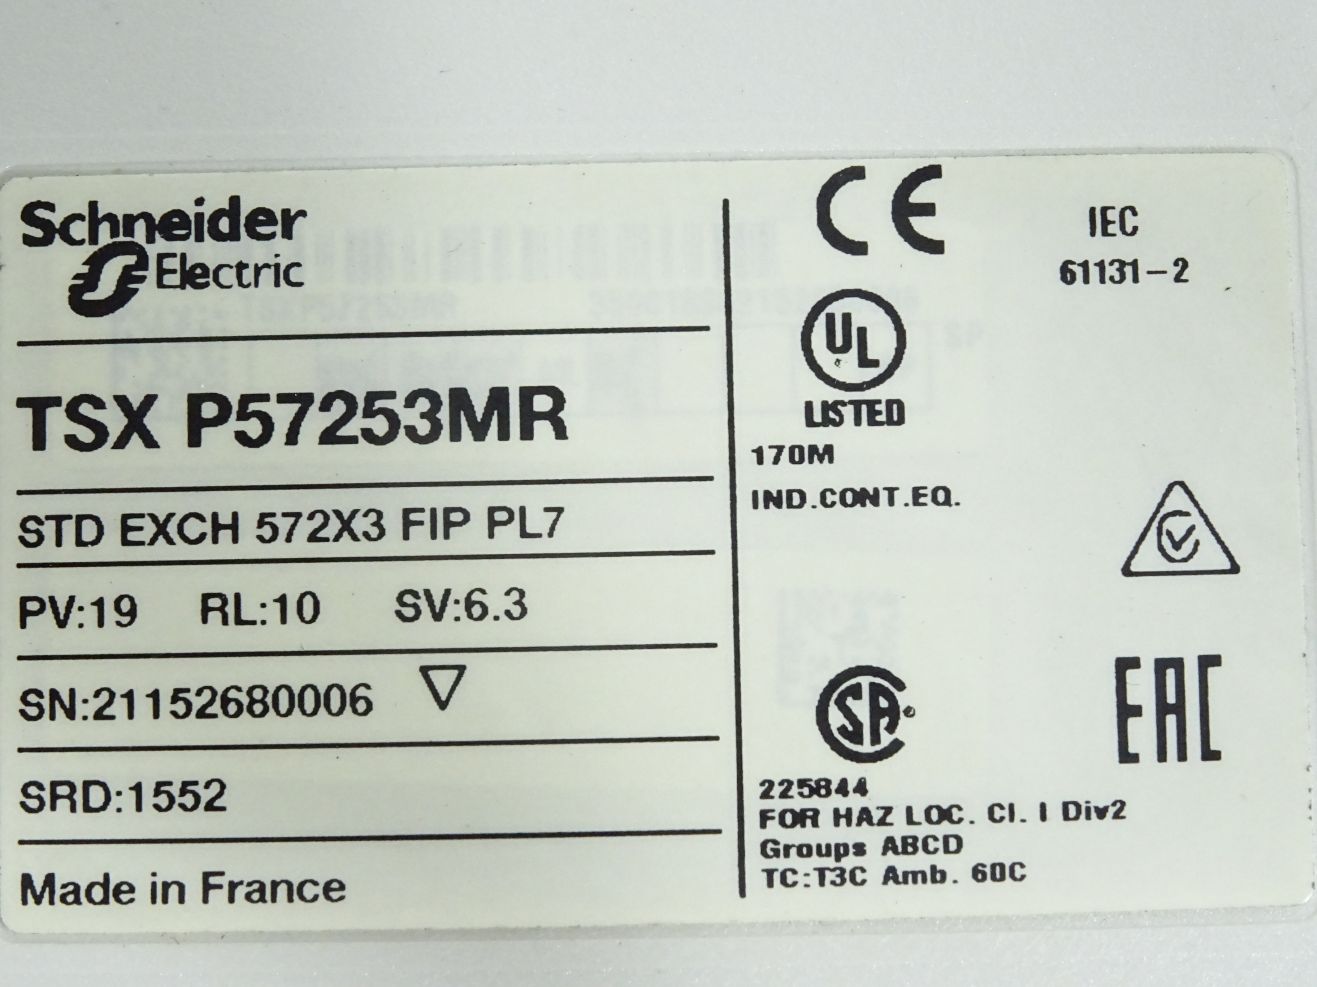 Schneider
Electric
TSX P57253MR
STD EXCH 572X3 FIP PL7
PV:19 RL:10 SV:6.3
SN:21152680006
SRD:1552
Made in France
CE
IEC
61131-2
UL
LISTED
170M
IND.CONT.EQ.
SA
225844
FOR HAZ LOC. Cl. I Div2
Groups ABCD
TC:T3C Amb. 60C
EAC
TSXP57253MR